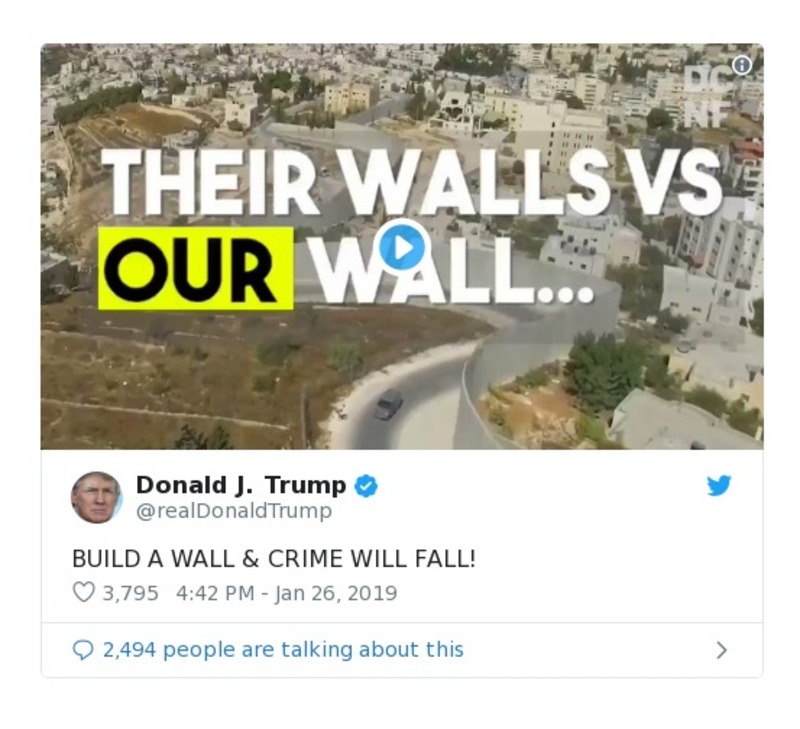 DC
NF
THEIR WALLS VS
OUR WALL...
Donald J. Trump
@realDonaldTrump
BUILD A WALL & CRIME WILL FALL!
3,795 4:42 PM - Jan 26, 2019
2,494 people are talking about this